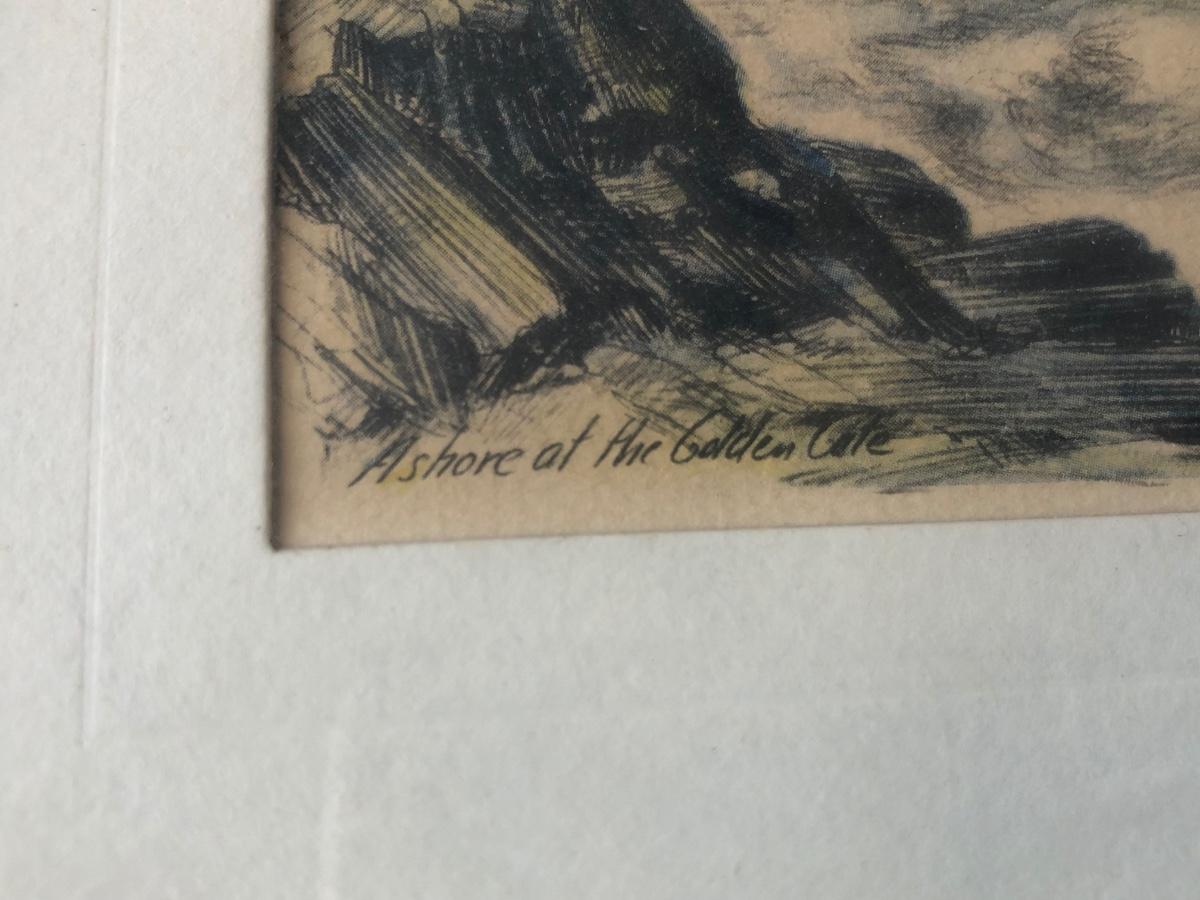 Ashore at the Golden Gate